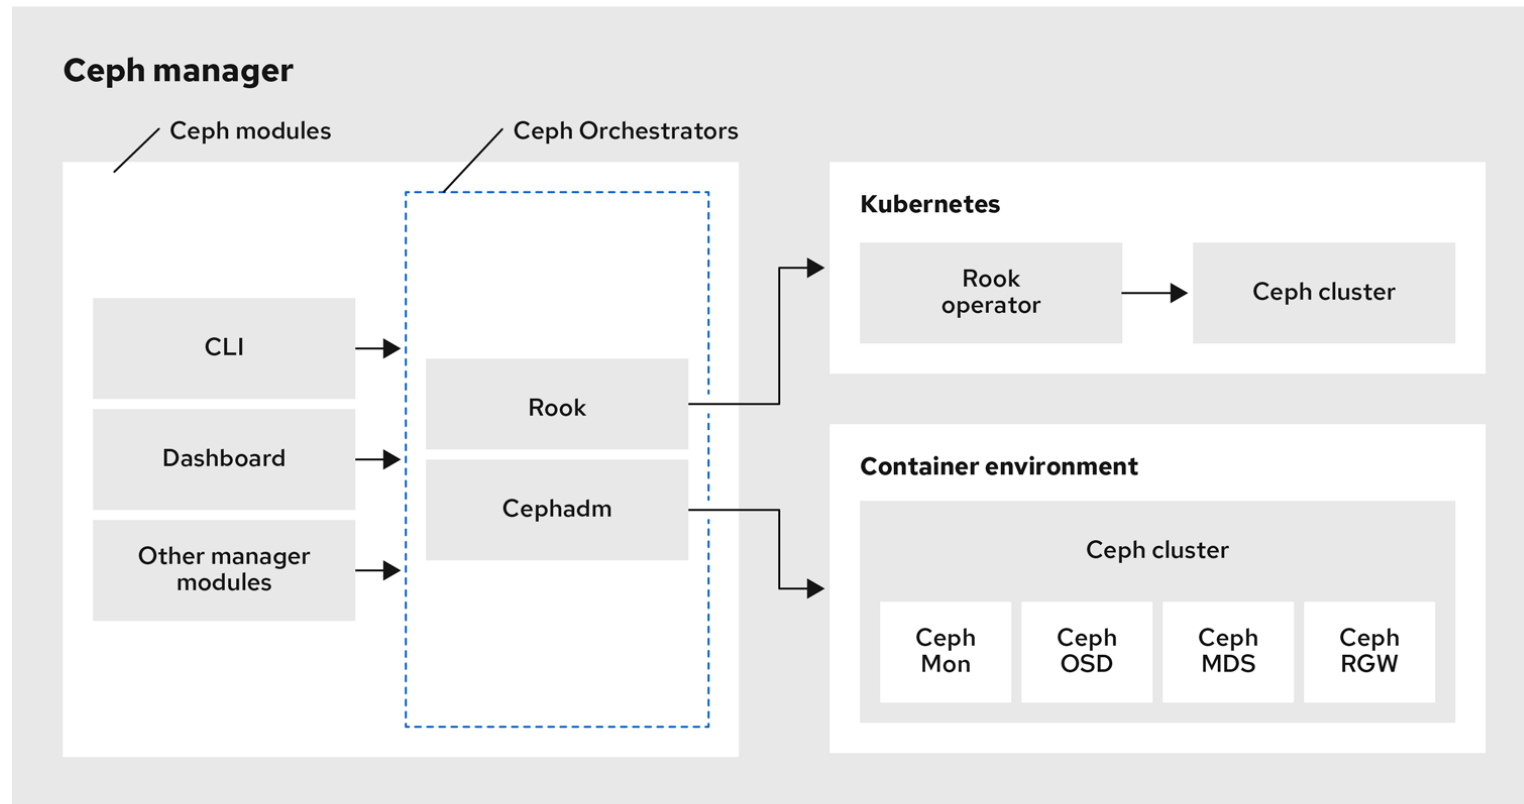 Ceph manager
Ceph modules
Ceph Orchestrators
CLI
Dashboard
Other manager
modules
Rook
Cephadm
Kubernetes
Rook
operator
Ceph cluster
Container environment
Ceph cluster
Ceph
Mon
Ceph
OSD
Ceph
MDS
Ceph
RGW